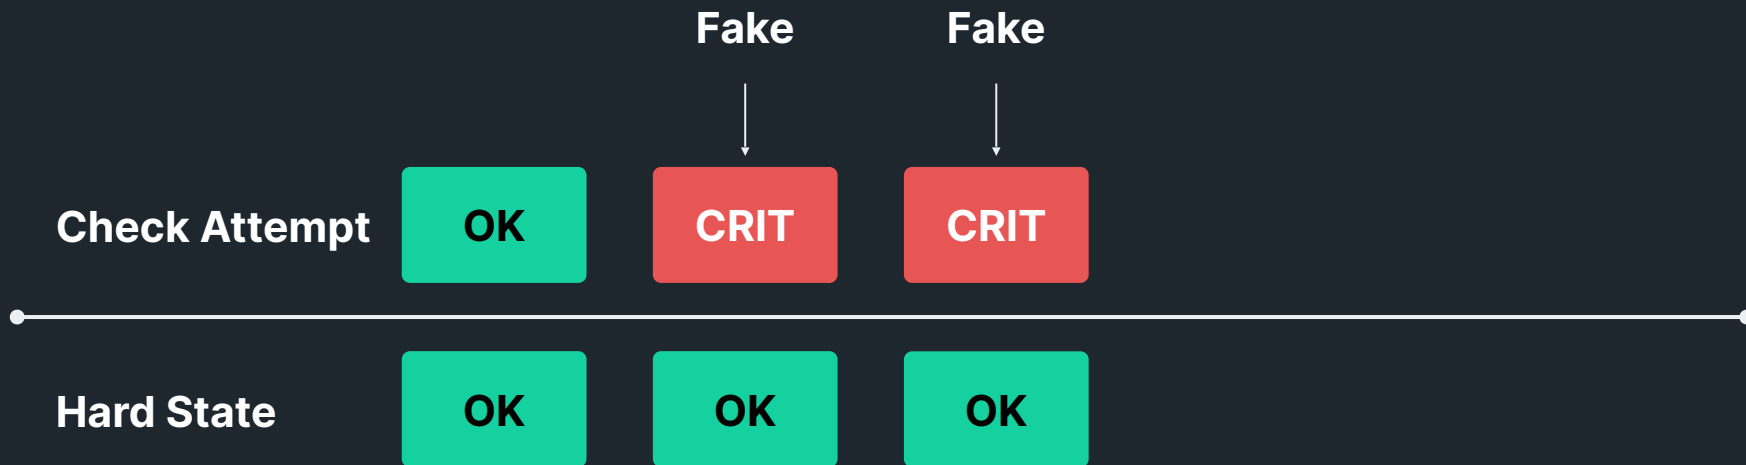 Fake Fake
Check Attempt OK CRIT CRIT
Hard State OK OK OK